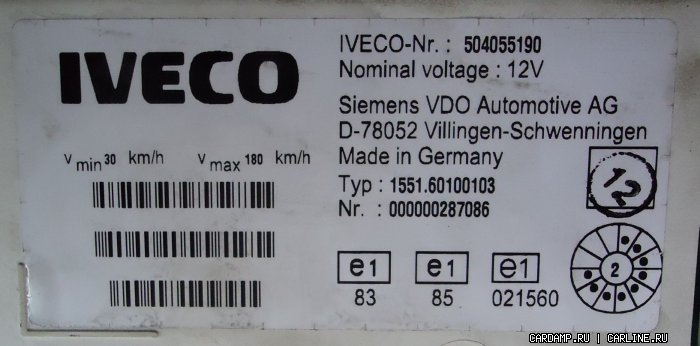 IVECO
IVECO-Nr. : 504055190
Nominal voltage : 12V
Siemens VDO Automotive AG
D-78052 Villingen-Schwenningen
Made in Germany
Typ : 1551.60100103
Nr. : 000000287086
V min 30 km/h V max 180 km/h
12
2
e1 e1 e1
83 85 021560
CARDAMP.RU | CARLINE.RU